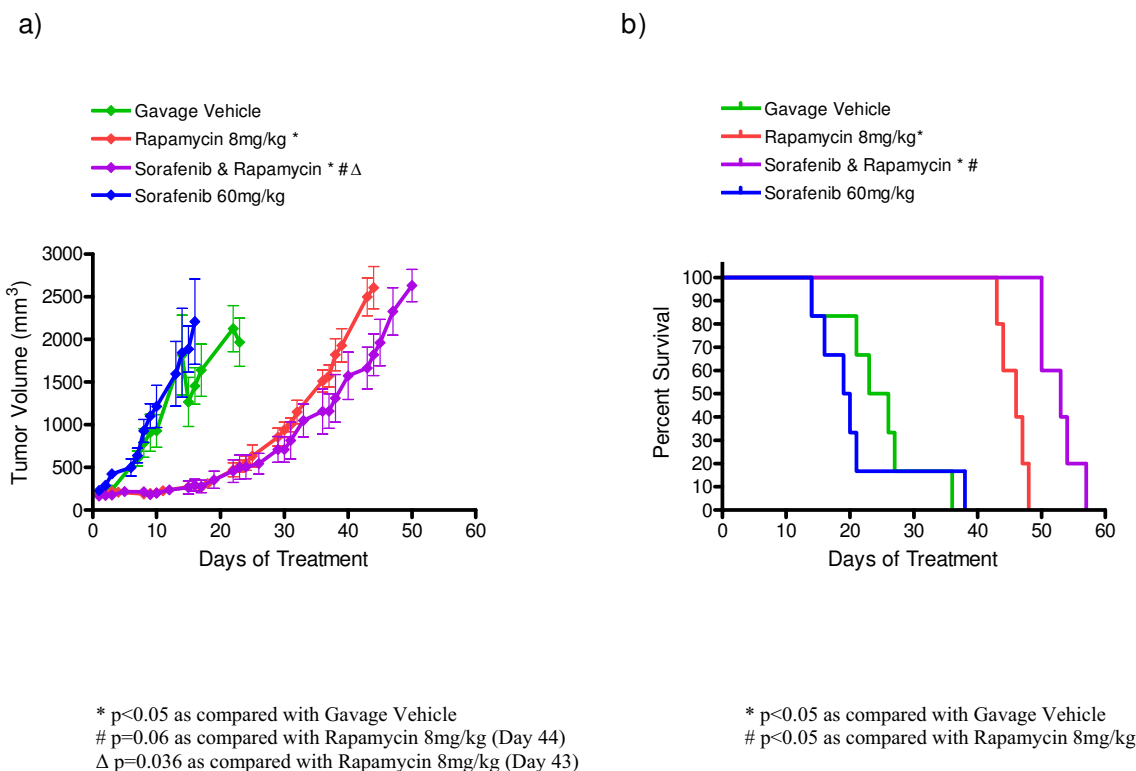 a)
Gavage Vehicle
Rapamycin 8mg/kg *
Sorafenib & Rapamycin * # Δ
Sorafenib 60mg/kg
3000
2500
2000
1500
1000
500
0
Tumor Volume (mm³)
0 10 20 30 40 50 60
Days of Treatment
* p<0.05 as compared with Gavage Vehicle
# p=0.06 as compared with Rapamycin 8mg/kg (Day 44)
Δ p=0.036 as compared with Rapamycin 8mg/kg (Day 43)
b)
Gavage Vehicle
Rapamycin 8mg/kg*
Sorafenib & Rapamycin * #
Sorafenib 60mg/kg
100
90
80
70
60
50
40
30
20
10
0
Percent Survival
0 10 20 30 40 50 60
Days of Treatment
* p<0.05 as compared with Gavage Vehicle
# p<0.05 as compared with Rapamycin 8mg/kg